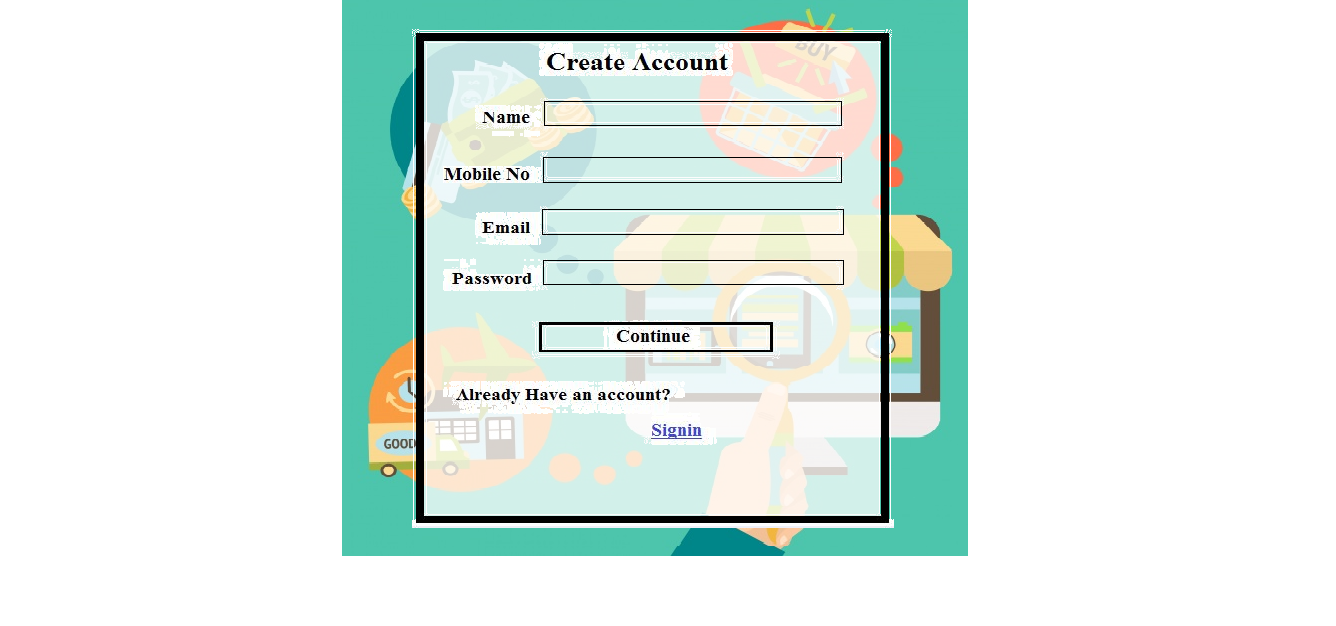 BUY
Create Account
Name
Mobile No
Email
Password
Continue
Already Have an account?
Signin
GOOD